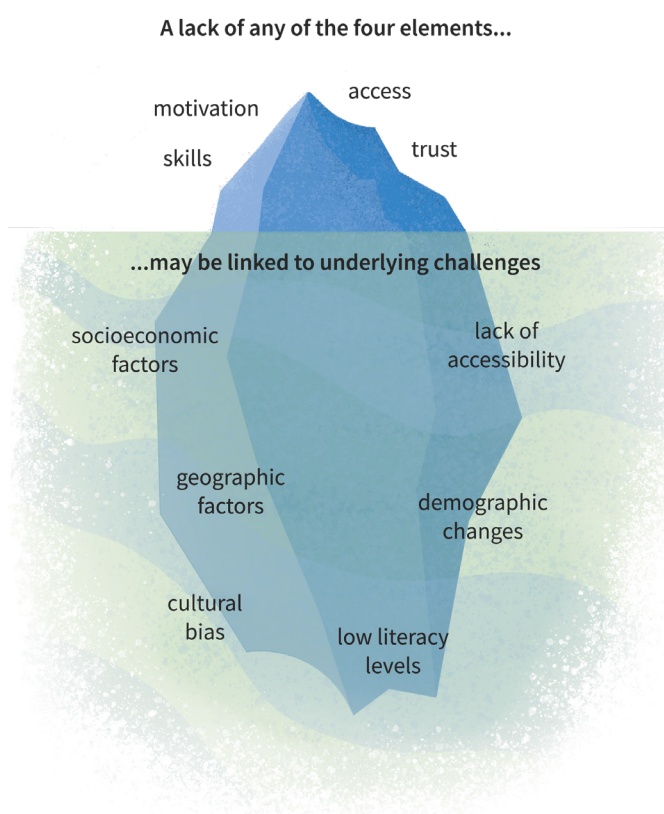 A lack of any of the four elements...
access
motivation
trust
skills
...may be linked to underlying challenges
socioeconomic
factors
lack of
accessibility
geographic
factors
demographic
changes
cultural
bias
low literacy
levels